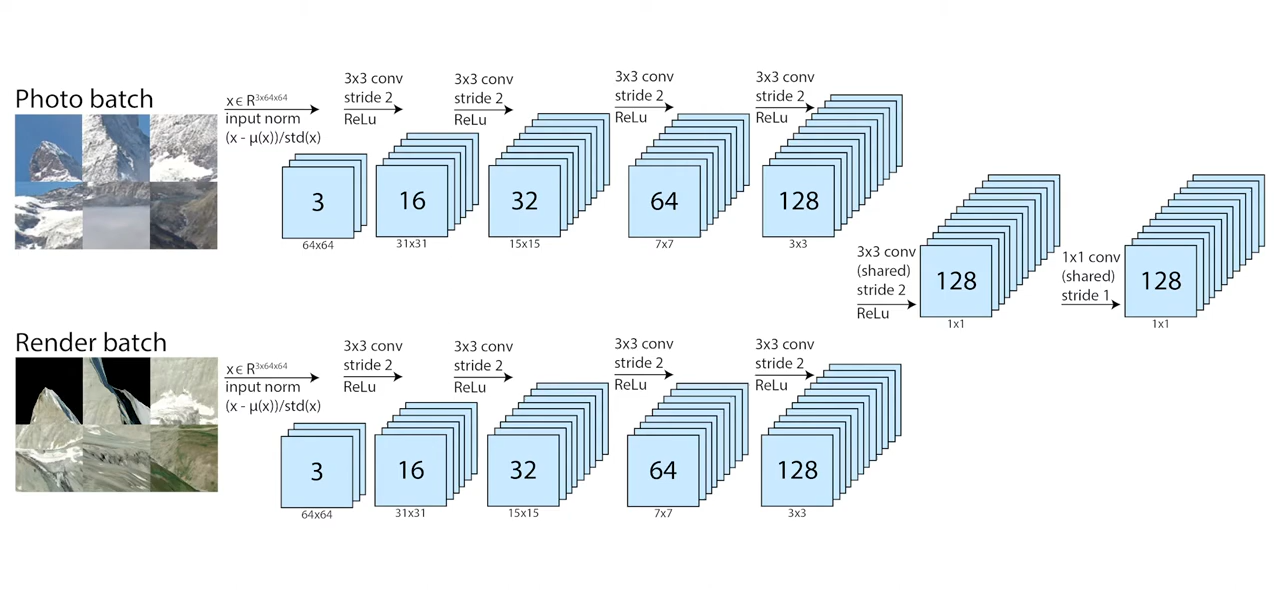 Photo batch
x ∈ R3x64x64
input norm
(x - μ(x))/std(x)
3
64x64
3x3 conv
stride 2
ReLu
16
31x31
3x3 conv
stride 2
ReLu
32
15x15
3x3 conv
stride 2
ReLu
64
7x7
3x3 conv
stride 2
ReLu
128
3x3
3x3 conv
(shared)
stride 2
ReLu
128
1x1
1x1 conv
(shared)
stride 1
128
1x1
Render batch
x ∈ R3x64x64
input norm
(x - μ(x))/std(x)
3
64x64
3x3 conv
stride 2
ReLu
16
31x31
3x3 conv
stride 2
ReLu
32
15x15
3x3 conv
stride 2
ReLu
64
7x7
3x3 conv
stride 2
ReLu
128
3x3